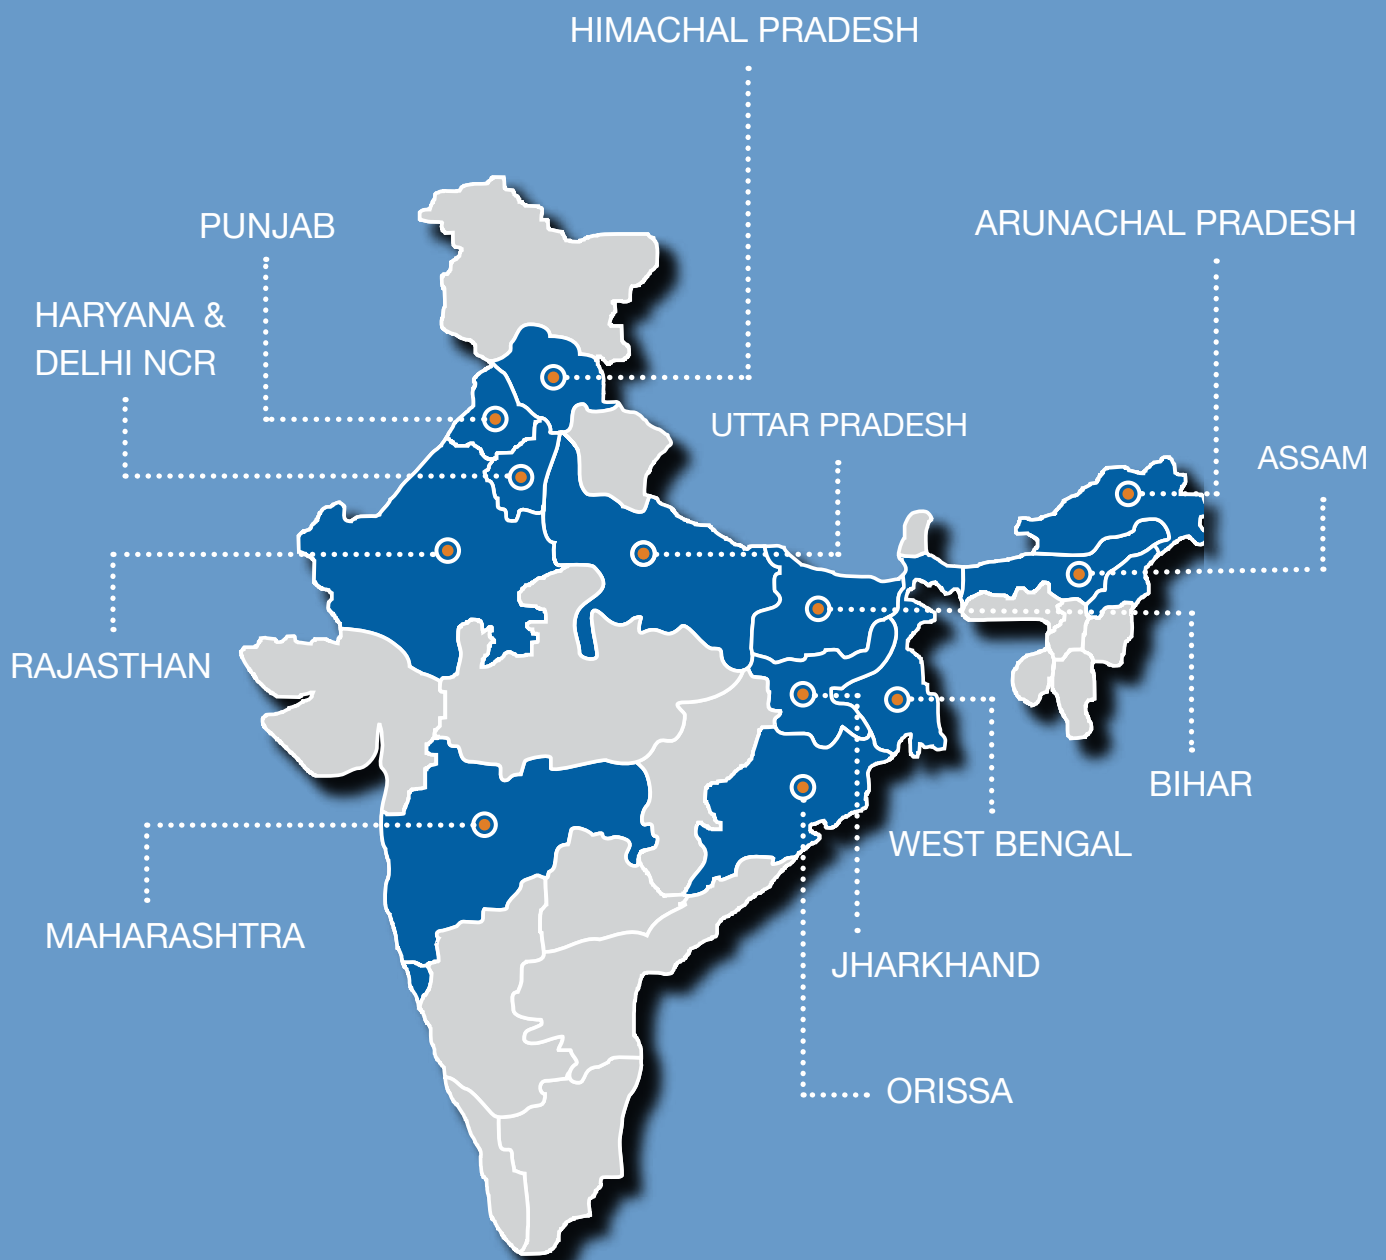 HIMACHAL PRADESH
PUNJAB
ARUNACHAL PRADESH
HARYANA &
DELHI NCR
UTTAR PRADESH
ASSAM
RAJASTHAN
BIHAR
WEST BENGAL
MAHARASHTRA
JHARKHAND
ORISSA